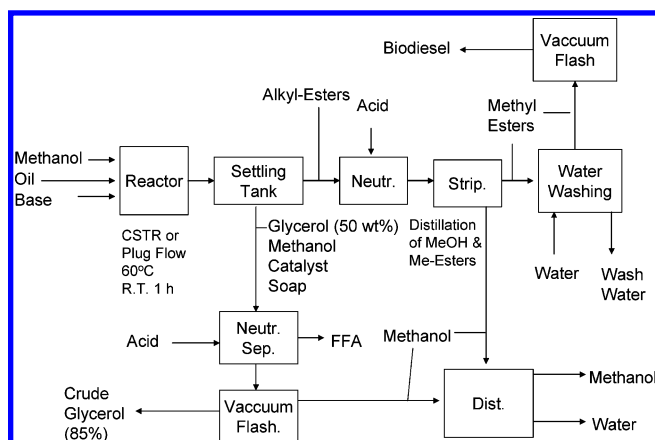 Biodiesel
Vaccuum
Flash
Alkyl-Esters
Acid
Methyl
Esters
Methanol
Oil
Base
Reactor
Settling
Tank
Neutr.
Strip.
Water
Washing
CSTR or
Plug Flow
60ºC
R.T. 1 h
Glycerol (50 wt%)
Methanol
Catalyst
Soap
Distillation
of MeOH &
Me-Esters
Water
Wash
Water
Acid
Neutr.
Sep.
FFA
Methanol
Crude
Glycerol
(85%)
Vaccuum
Flash.
Dist.
Methanol
Water